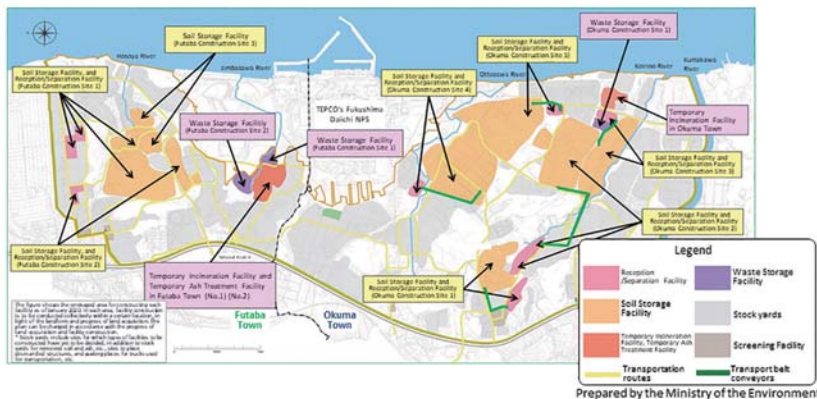 Soil Storage Facility
(Futaba Construction Site 3)
Waste Storage Facility
(Okuma Construction Site 1)
Hosoya River
Soil Storage Facility and
Reception/Separation Facility
(Okuma Construction Site 5)
Kumakawa
River
Soil Storage Facility, and
Reception/Separation Facility
(Futaba Construction Site 1)
Soil Storage Facility and
Reception/Separation Facility
(Okuma Construction Site 4)
TEPCO's Fukushima
Daiichi NPS
Temporary
Incineration Facility
in Okuma Town
Waste Storage Facility
(Futaba Construction Site 2)
Waste Storage Facility
(Futaba Construction Site 1)
Soil Storage Facility and
Reception/Separation Facility
(Okuma Construction Site 3)
Soil Storage Facility and
Reception/Separation Facility
(Okuma Construction Site 2)
Soil Storage Facility, and
Reception/Separation Facility
(Futaba Construction Site 2)
Temporary Incineration Facility and
Temporary Ash Treatment Facility
in Futaba Town (No.1) (No.2)
Soil Storage Facility and
Reception/Separation Facility
(Okuma Construction Site 1)
Futaba
Town
Okuma
Town
Legend
Reception
/Separation Facility
Waste Storage
Facility
Soil Storage
Facility
Stock yards
Temporary Incineration
Facility, Temporary Ash
Treatment Facility
Screening Facility
Transportation
routes
Transport belt
conveyors
Prepared by the Ministry of the Environment